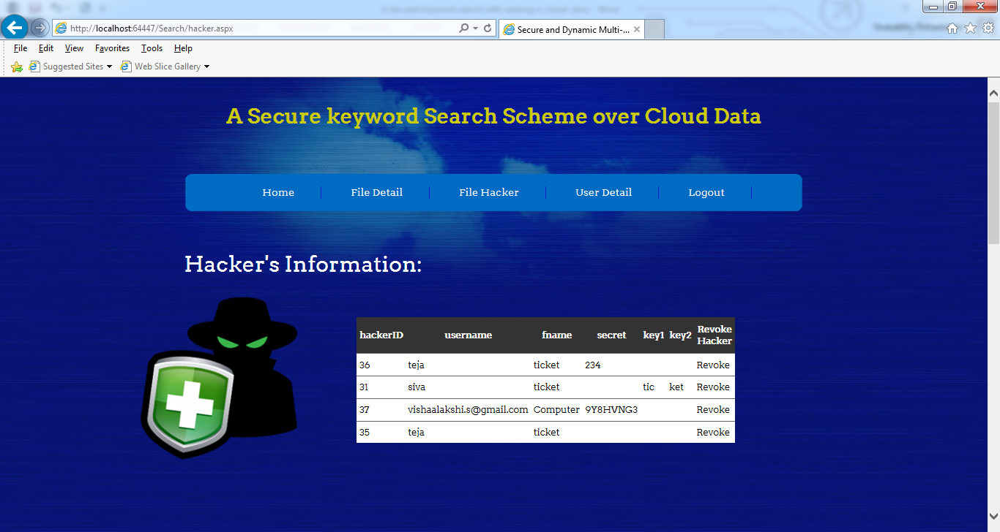 http://localhost:64447/Search/hacker.aspx
Secure and Dynamic Multi-...
File Edit View Favorites Tools Help
Suggested Sites Web Slice Gallery
A Secure keyword Search Scheme over Cloud Data
Home File Detail File Hacker User Detail Logout
Hacker's Information:
hackerID username fname secret key1 key2 Revoke Hacker
36 teja ticket 234 Revoke
31 siva ticket tic ket Revoke
37 vishaalakshi.s@gmail.com Computer 9Y8HVNG3 Revoke
35 teja ticket Revoke